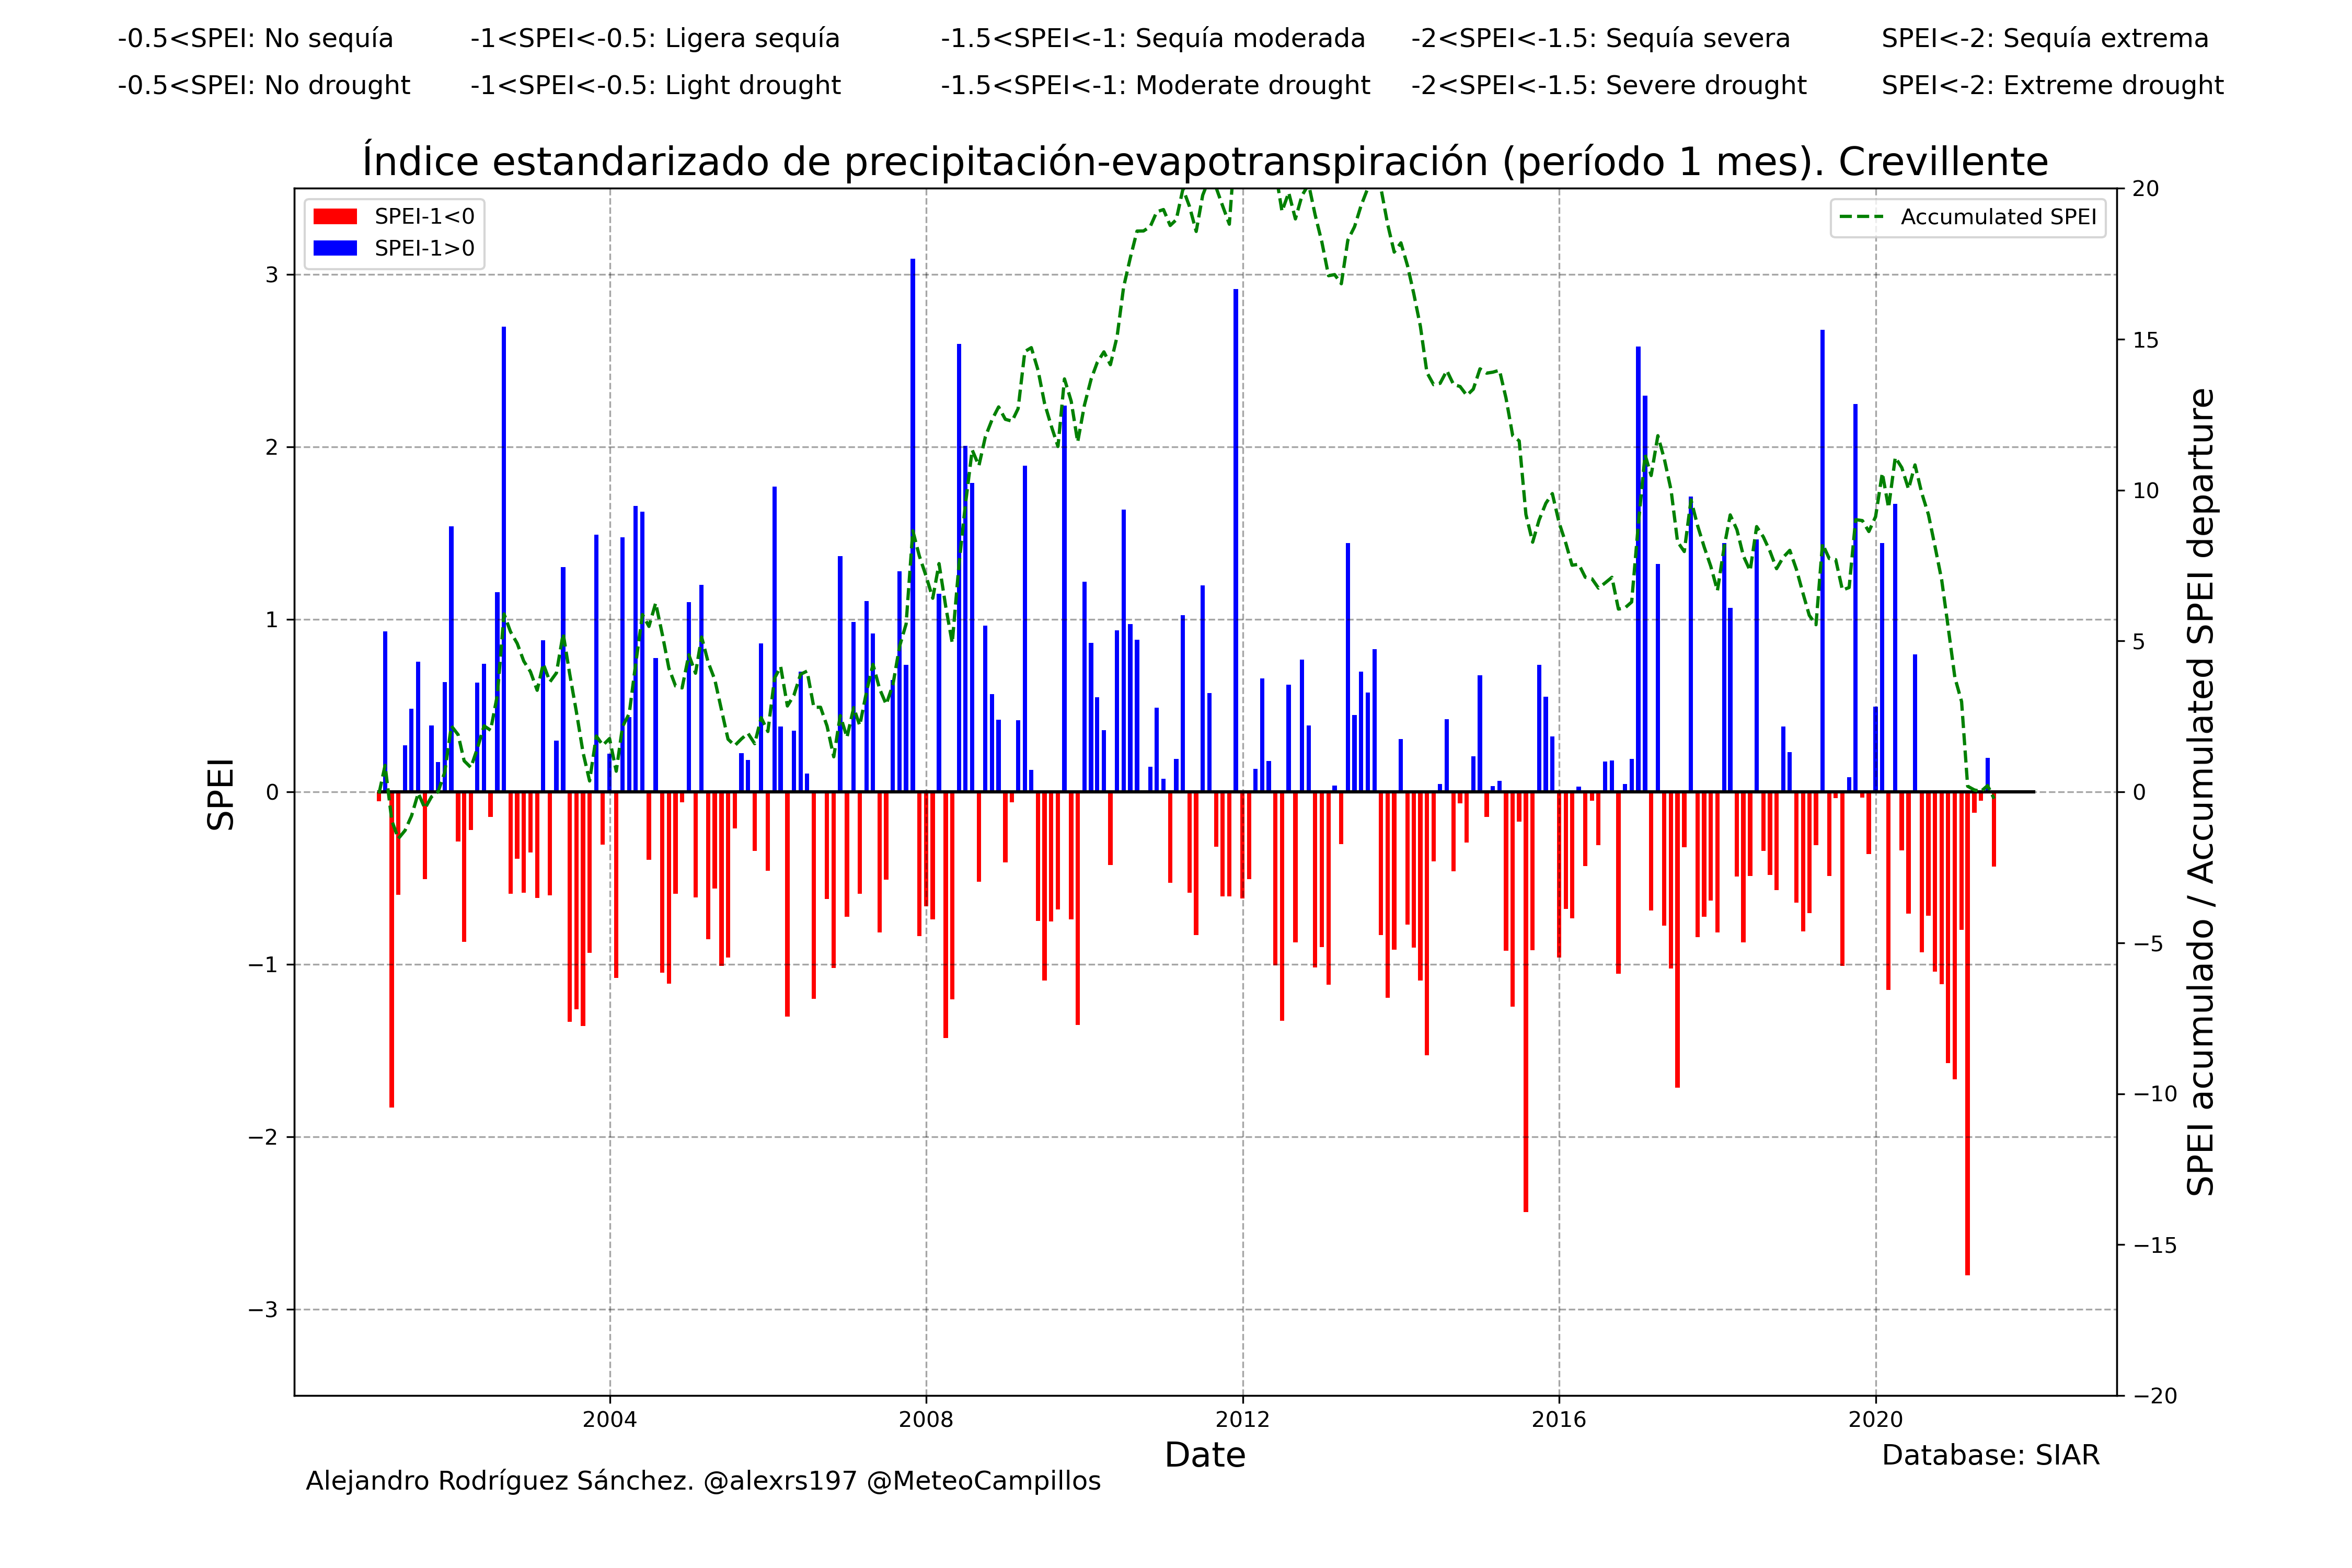 -0.5<SPEI: No sequía
-1<SPEI<-0.5: Ligera sequía
-1.5<SPEI<-1: Sequía moderada
-2<SPEI<-1.5: Sequía severa
SPEI<-2: Sequía extrema
-0.5<SPEI: No drought
-1<SPEI<-0.5: Light drought
-1.5<SPEI<-1: Moderate drought
-2<SPEI<-1.5: Severe drought
SPEI<-2: Extreme drought
Índice estandarizado de precipitación-evapotranspiración (período 1 mes). Crevillente
SPEI-1<0
SPEI-1>0
Accumulated SPEI
SPEI
3
2
1
0
−1
−2
−3
20
15
10
5
0
−5
−10
−15
−20
SPEI acumulado / Accumulated SPEI departure
2004
2008
2012
2016
2020
Date
Database: SIAR
Alejandro Rodríguez Sánchez. @alexrs197 @MeteoCampillos